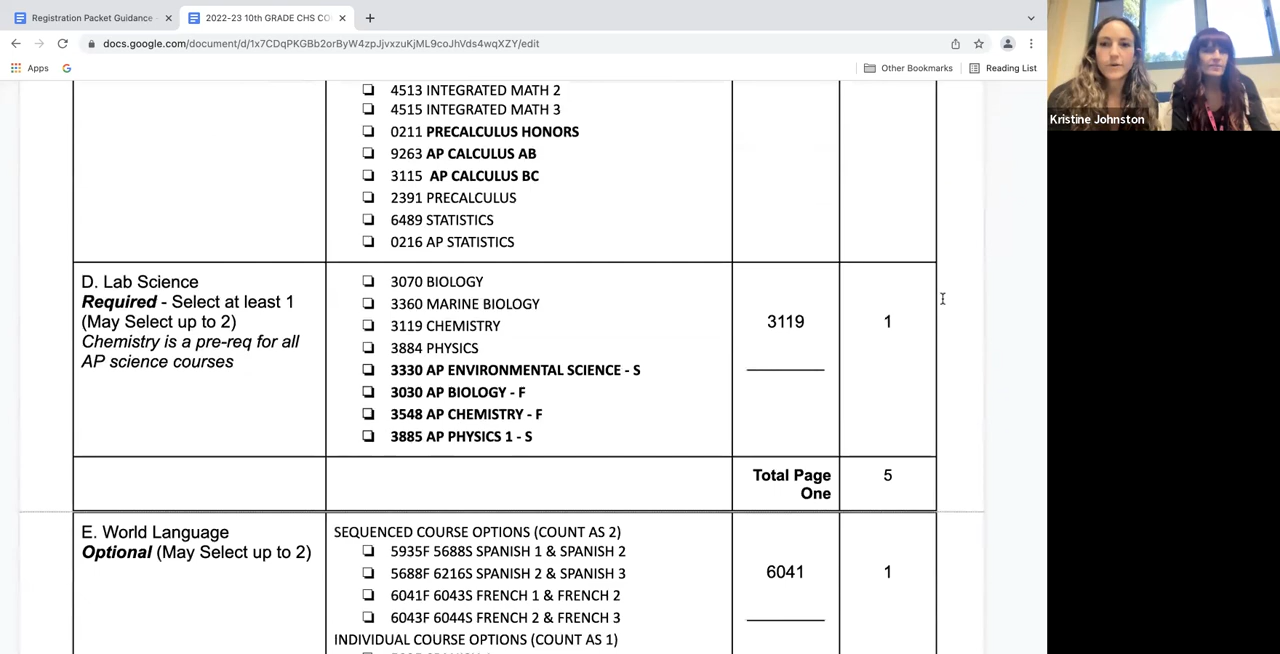 Registration Packet Guidance -
2022-23 10th GRADE CHS CO
docs.google.com/document/d/1x7CDqPKGBb2orByW4zpJjvxzuKjML9coJhVds4wqXZY/edit
Apps
Other Bookmarks
Reading List
Kristine Johnston
4513 INTEGRATED MATH 2
4515 INTEGRATED MATH 3
0211 PRECALCULUS HONORS
9263 AP CALCULUS AB
3115 AP CALCULUS BC
2391 PRECALCULUS
6489 STATISTICS
0216 AP STATISTICS
D. Lab Science
Required - Select at least 1
(May Select up to 2)
Chemistry is a pre-req for all
AP science courses
3070 BIOLOGY
3360 MARINE BIOLOGY
3119 CHEMISTRY
3884 PHYSICS
3330 AP ENVIRONMENTAL SCIENCE - S
3030 AP BIOLOGY - F
3548 AP CHEMISTRY - F
3885 AP PHYSICS 1 - S
3119
1
Total Page
One
5
E. World Language
Optional (May Select up to 2)
SEQUENCED COURSE OPTIONS (COUNT AS 2)
5935F 5688S SPANISH 1 & SPANISH 2
5688F 6216S SPANISH 2 & SPANISH 3
6041F 6043S FRENCH 1 & FRENCH 2
6043F 6044S FRENCH 2 & FRENCH 3
INDIVIDUAL COURSE OPTIONS (COUNT AS 1)
6041
1